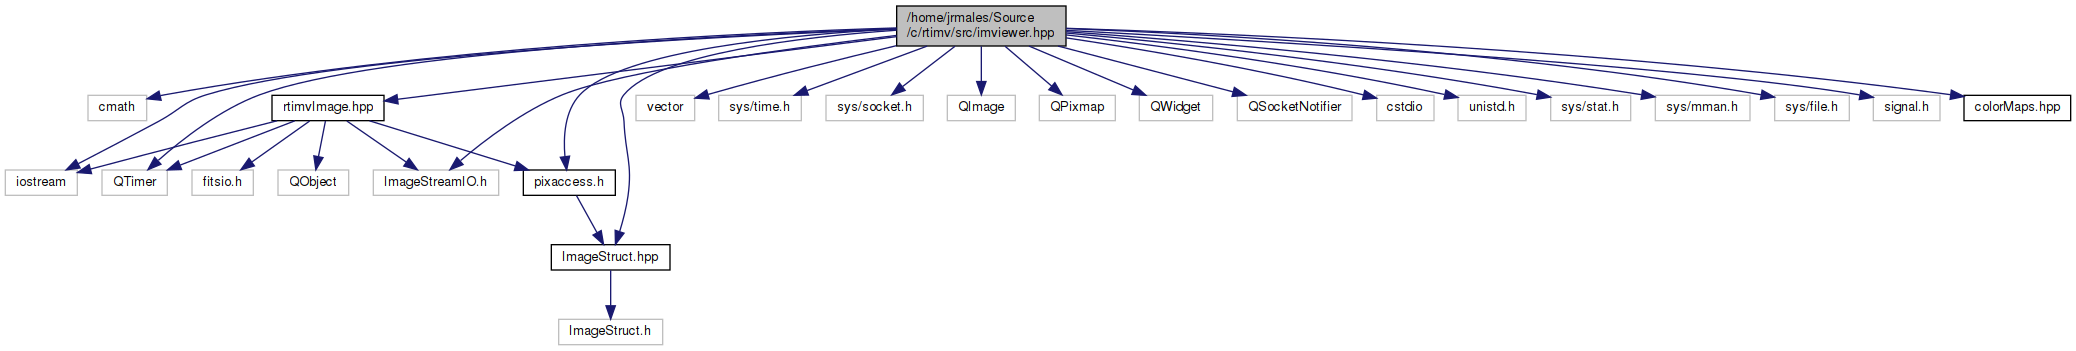 /home/jrmales/Source
/c/rtimv/src/imviewer.hpp
cmath
rtimvImage.hpp
vector
sys/time.h
sys/socket.h
QImage
QPixmap
QWidget
QSocketNotifier
cstdio
unistd.h
sys/stat.h
sys/mman.h
sys/file.h
signal.h
colorMaps.hpp
iostream
QTimer
fitsio.h
QObject
ImageStreamIO.h
pixaccess.h
ImageStruct.hpp
ImageStruct.h